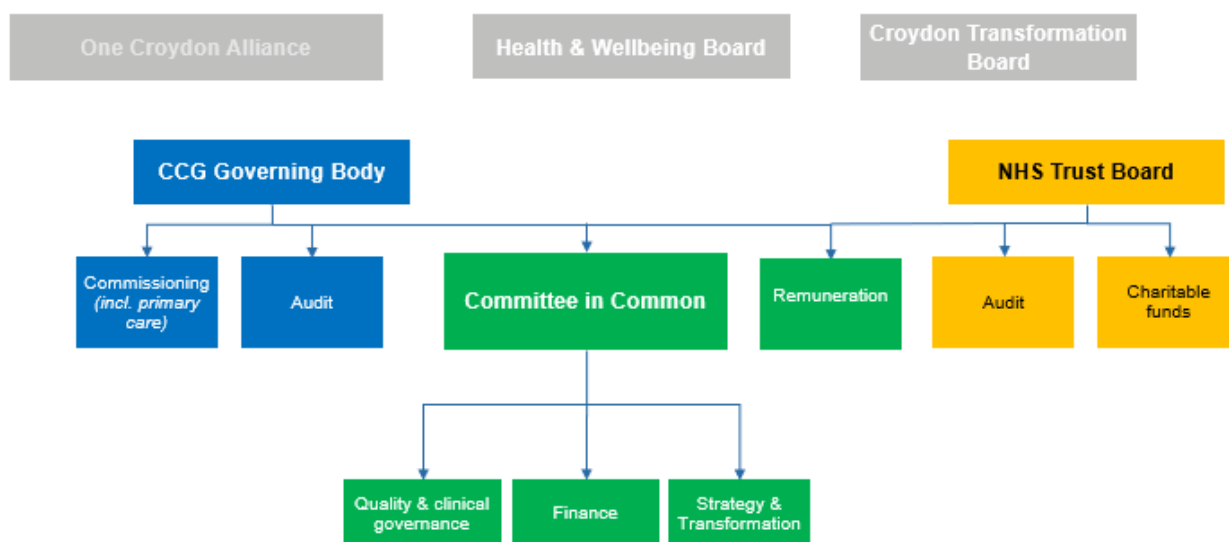 One Croydon Alliance
Health & Wellbeing Board
Croydon Transformation
Board
CCG Governing Body
NHS Trust Board
Commissioning
(incl. primary
care)
Audit
Committee in Common
Remuneration
Audit
Charitable
funds
Quality & clinical
governance
Finance
Strategy &
Transformation